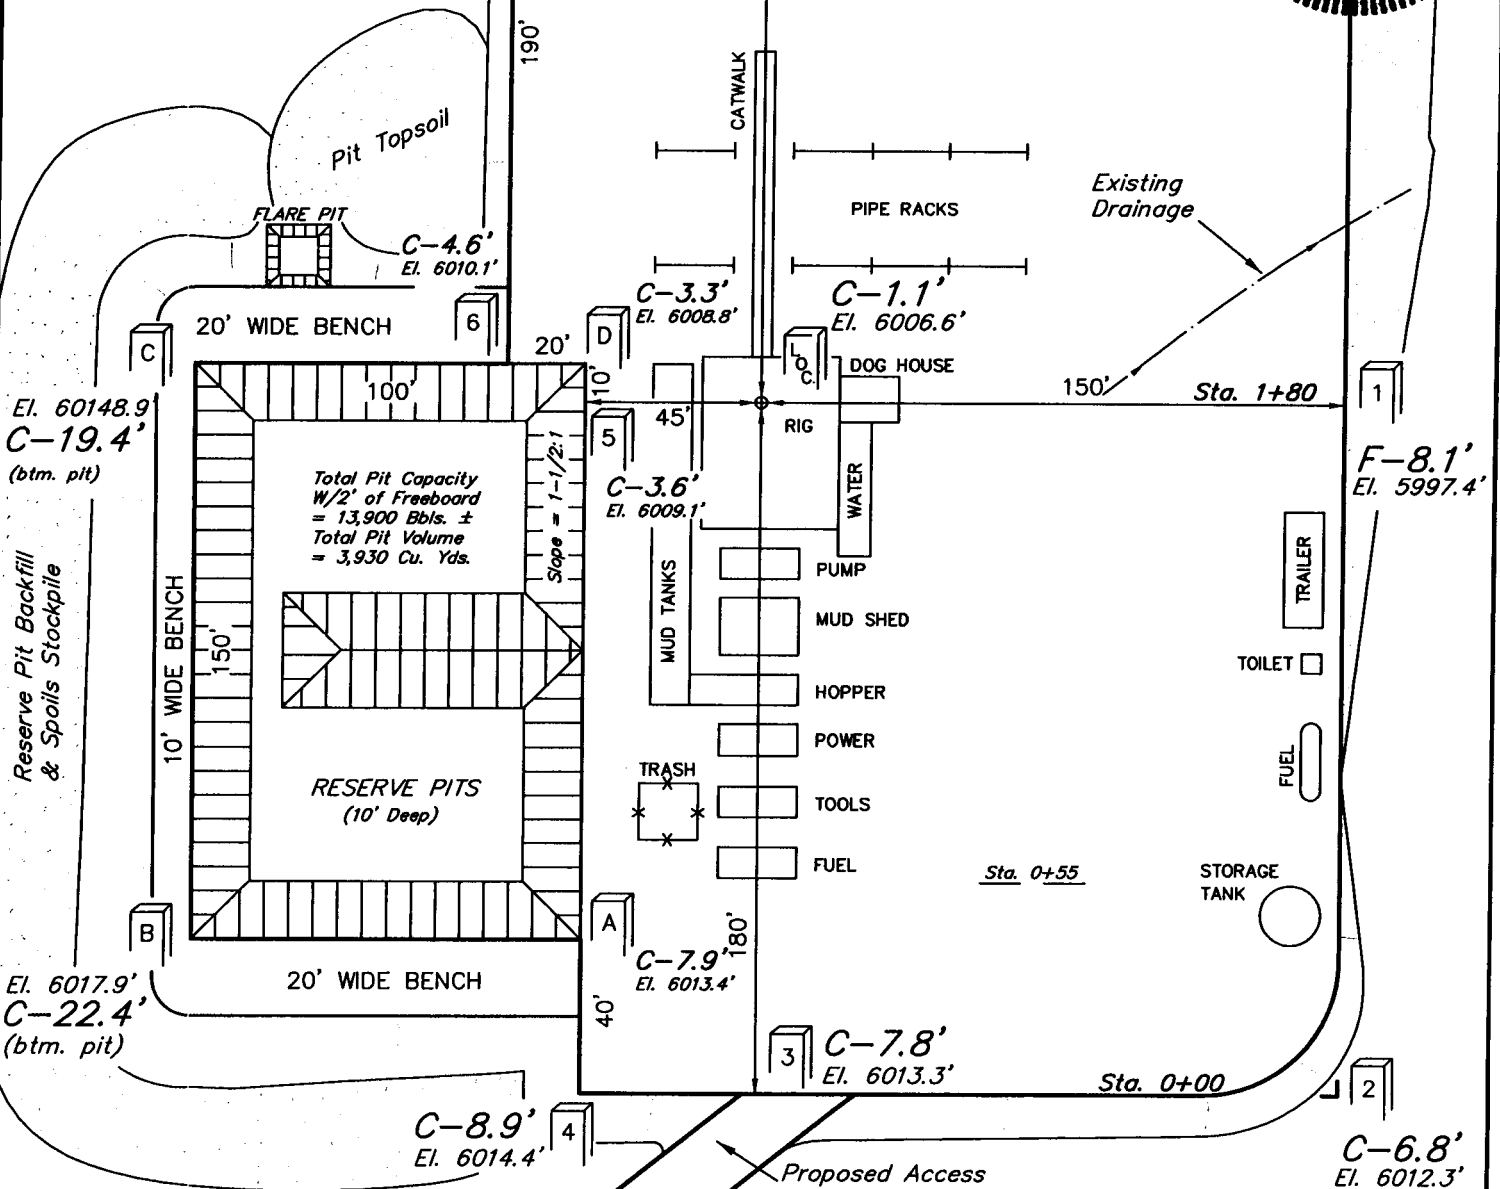 190'
CATWALK
Pit Topsoil
PIPE RACKS
Existing
Drainage
FLARE PIT
C-4.6'
El. 6010.1'
C-3.3'
El. 6008.8'
C-1.1'
El. 6006.6'
20' WIDE BENCH
6
D
20'
10'
LOC.
DOG HOUSE
C
100'
45'
RIG
150'
Sta. 1+80
1
El. 60148.9
C-19.4'
(btm. pit)
5
C-3.6'
El. 6009.1'
F-8.1'
El. 5997.4'
Total Pit Capacity
W/2' of Freeboard
= 13,900 Bbls. ±
Total Pit Volume
= 3,930 Cu. Yds.
Slope = 1-1/2:1
WATER
PUMP
MUD TANKS
MUD SHED
TRAILER
TOILET
HOPPER
Reserve Pit Backfill
& Spoils Stockpile
10' WIDE BENCH
150'
POWER
TRASH
FUEL
RESERVE PITS
(10' Deep)
TOOLS
FUEL
Sta. 0+55
STORAGE
TANK
B
A
180'
C-7.9'
El. 6013.4'
El. 6017.9'
C-22.4'
(btm. pit)
20' WIDE BENCH
40'
3
C-7.8'
El. 6013.3'
Sta. 0+00
2
C-8.9'
El. 6014.4'
4
C-6.8'
El. 6012.3'
Proposed Access